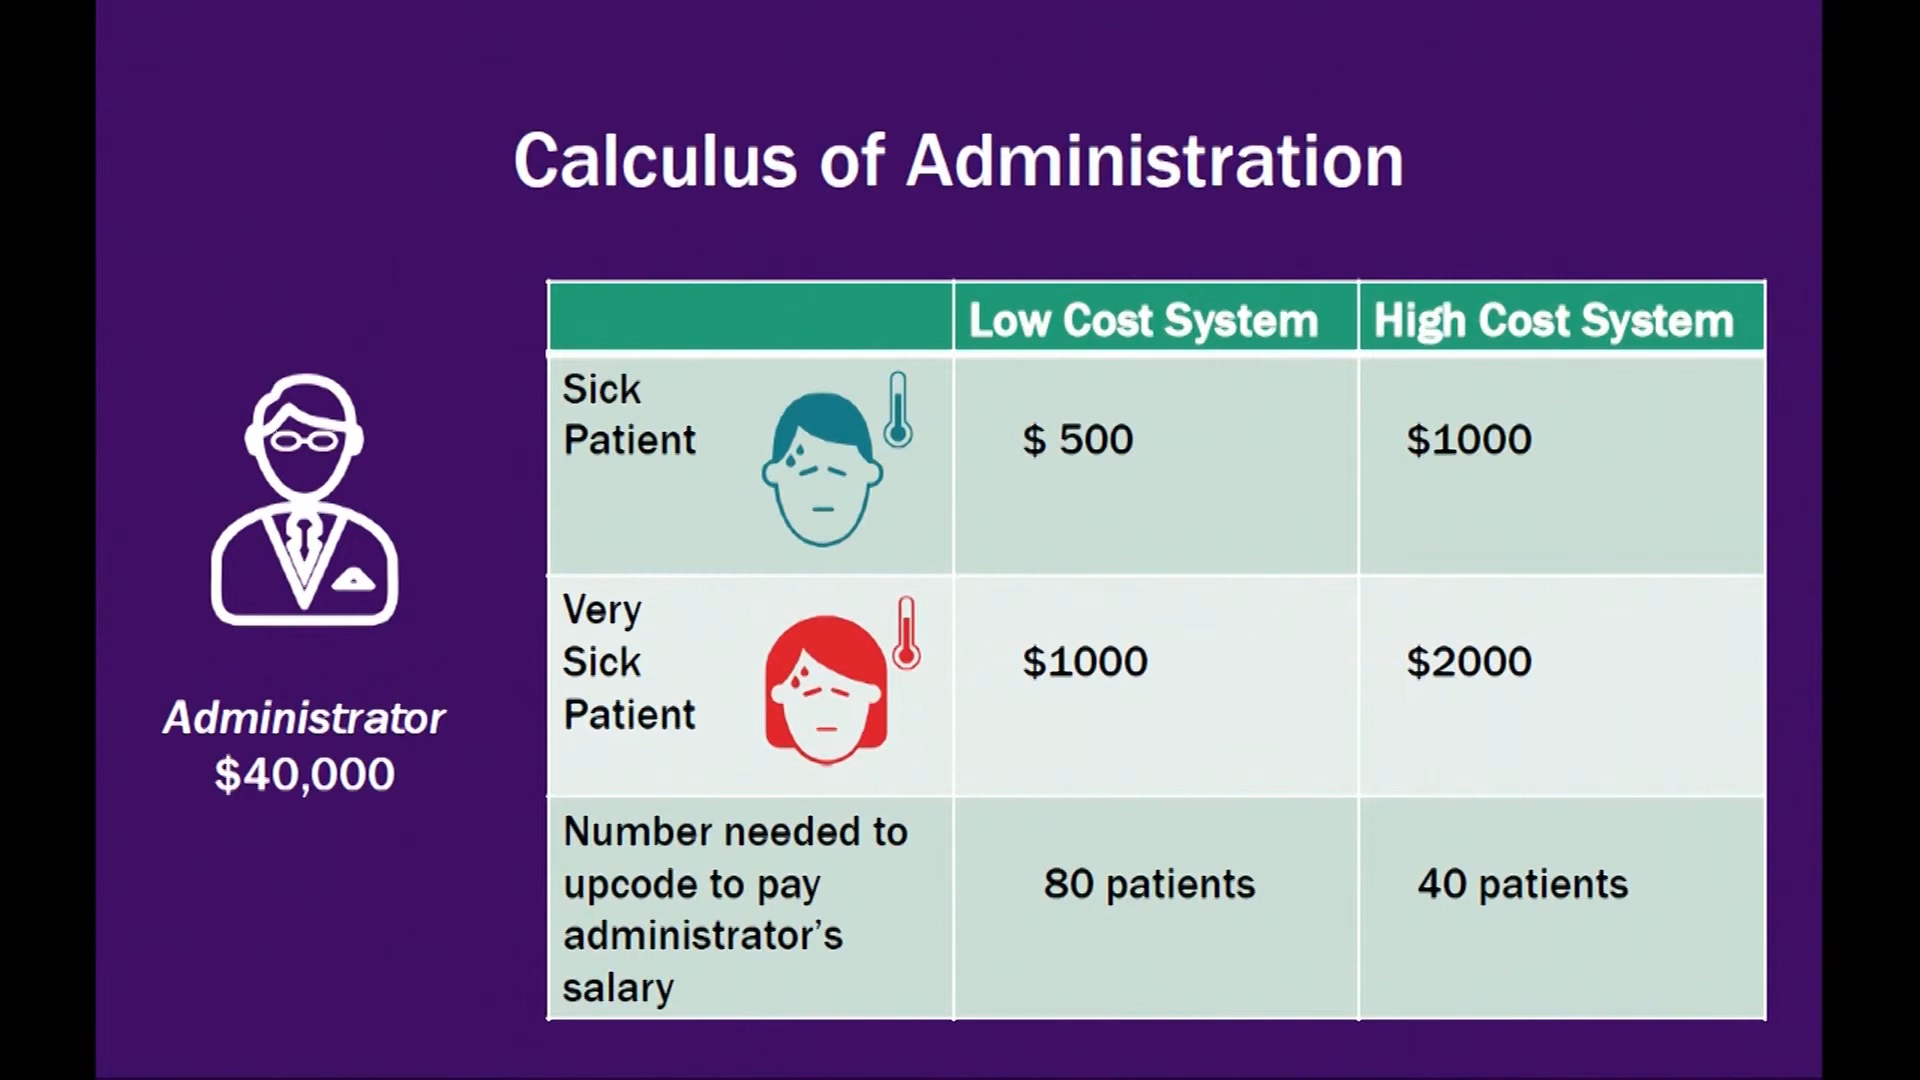 Calculus of Administration
Administrator
$40,000
Low Cost System
High Cost System
Sick
Patient
$ 500
$1000
Very
Sick
Patient
$1000
$2000
Number needed to
upcode to pay
administrator’s
salary
80 patients
40 patients